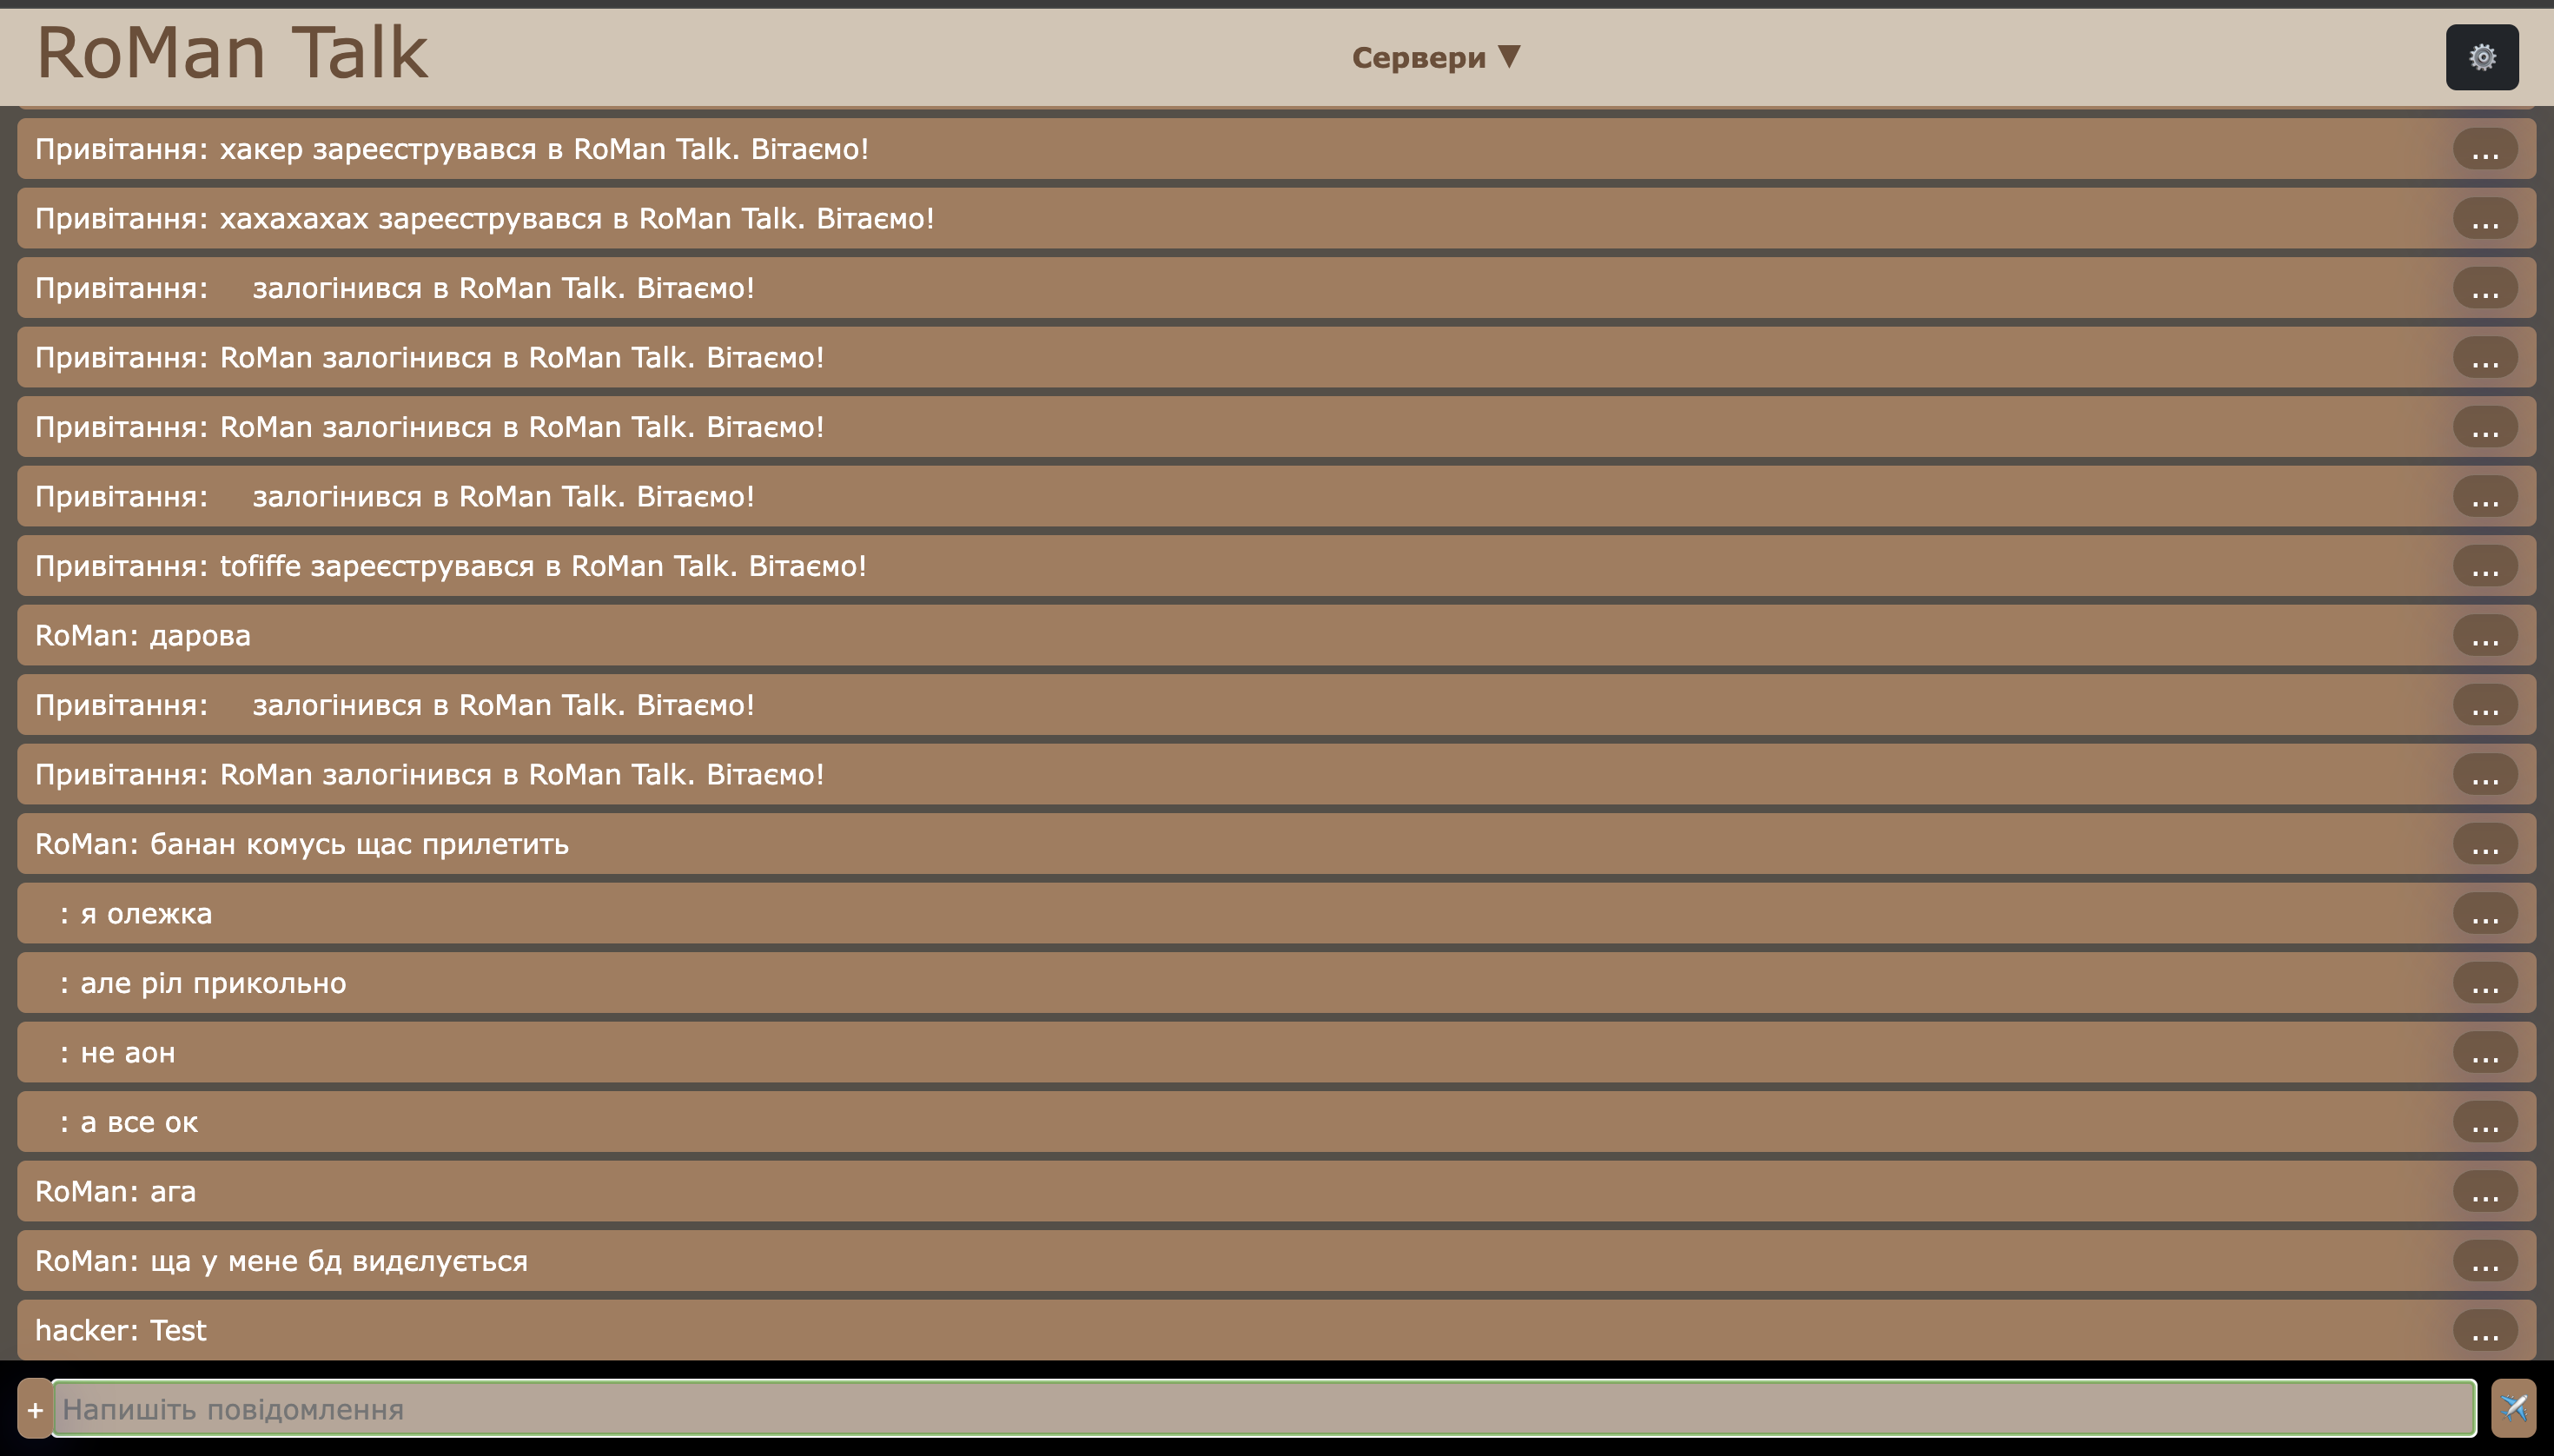 RoMan Talk
Сервери ▼
Привітання: хакер зареєструвався в RoMan Talk. Вітаємо!
...
Привітання: хахахахах зареєструвався в RoMan Talk. Вітаємо!
...
Привітання: залогінився в RoMan Talk. Вітаємо!
...
Привітання: RoMan залогінився в RoMan Talk. Вітаємо!
...
Привітання: RoMan залогінився в RoMan Talk. Вітаємо!
...
Привітання: залогінився в RoMan Talk. Вітаємо!
...
Привітання: tofiffe зареєструвався в RoMan Talk. Вітаємо!
...
RoMan: дарова
...
Привітання: залогінився в RoMan Talk. Вітаємо!
...
Привітання: RoMan залогінився в RoMan Talk. Вітаємо!
...
RoMan: банан комусь щас прилетить
...
: я олежка
...
: але ріл прикольно
...
: не аон
...
: а все ок
...
RoMan: ага
...
RoMan: ща у мене бд видєлується
...
hacker: Test
...
+
Напишіть повідомлення